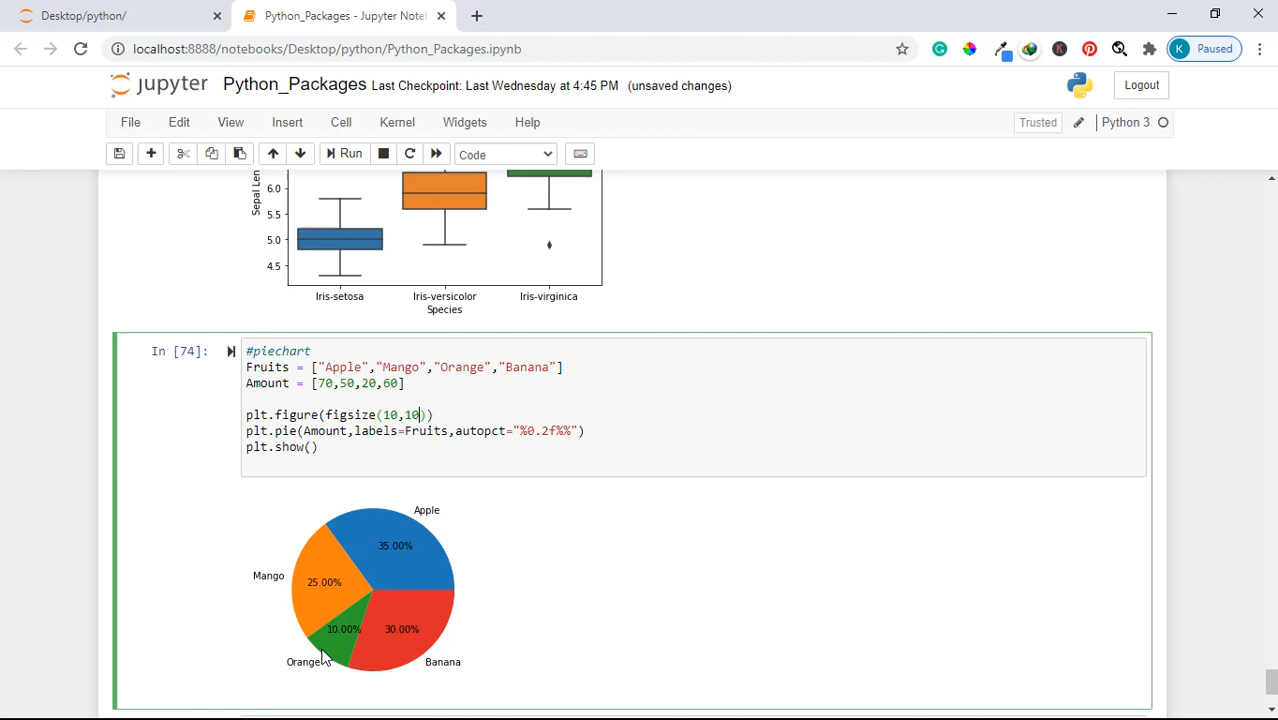 Desktop/python/
Python_Packages - Jupyter Noteb
localhost:8888/notebooks/Desktop/python/Python_Packages.ipynb
K Paused
jupyter Python_Packages Last Checkpoint: Last Wednesday at 4:45 PM (unsaved changes)
Logout
File Edit View Insert Cell Kernel Widgets Help
Trusted Python 3
Run Code
Sepal Len
6.0
5.5
5.0
4.5
Iris-setosa Iris-versicolor Iris-virginica
Species
In [74]:
#piechart
Fruits = ["Apple","Mango","Orange","Banana"]
Amount = [70,50,20,60]
plt.figure(figsize(10,10))
plt.pie(Amount,labels=Fruits,autopct="%0.2f%%")
plt.show()
Apple
35.00%
Mango
25.00%
10.00% 30.00%
Orange Banana